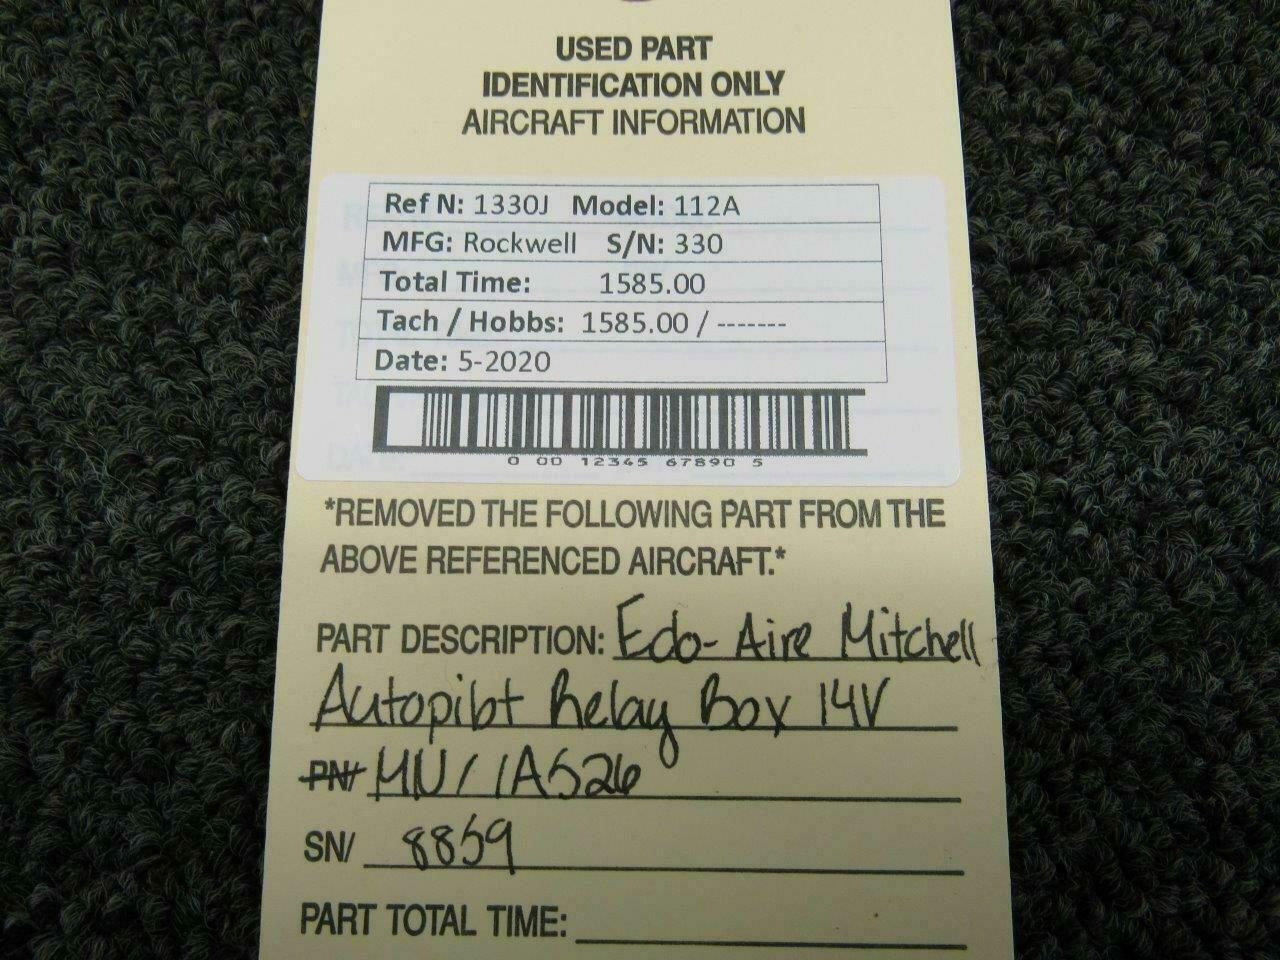 USED PART
IDENTIFICATION ONLY
AIRCRAFT INFORMATION
Ref N: 1330J Model: 112A
MFG: Rockwell S/N: 330
Total Time: 1585.00
Tach / Hobbs: 1585.00 / -------
Date: 5-2020
0 00 12345 67890 5
*REMOVED THE FOLLOWING PART FROM THE
ABOVE REFERENCED AIRCRAFT.*
PART DESCRIPTION: Edo-Aire Mitchell
Autopilot Relay Box 14V
PN/ MN/ 1A526
SN/ 8859
PART TOTAL TIME: